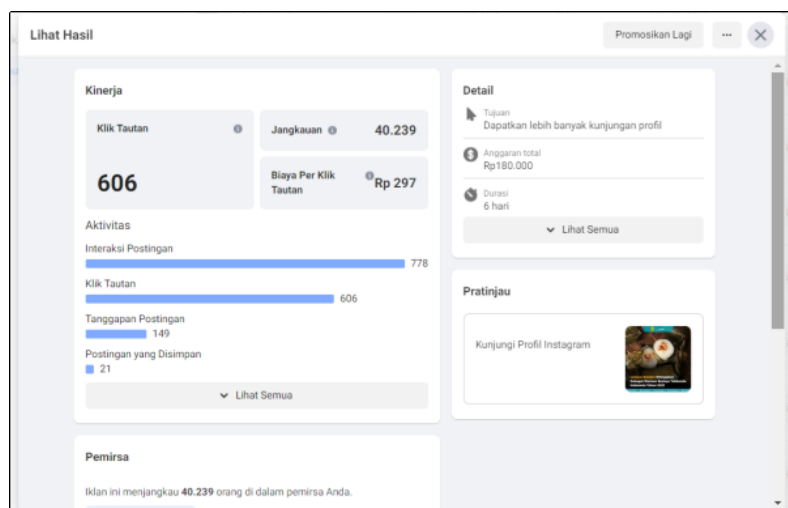 Lihat Hasil
Promosikan Lagi
Kinerja
Klik Tautan
606
Jangkauan
40.239
Biaya Per Klik
Tautan
Rp 297
Aktivitas
Interaksi Postingan
778
Klik Tautan
606
Tanggapan Postingan
149
Postingan yang Disimpan
21
Lihat Semua
Pemirsa
Iklan ini menjangkau 40.239 orang di dalam pemirsa Anda.
Detail
Tujuan
Dapatkan lebih banyak kunjungan profil
Anggaran total
Rp180.000
Durasi
6 hari
Lihat Semua
Pratinjau
Kunjungi Profil Instagram